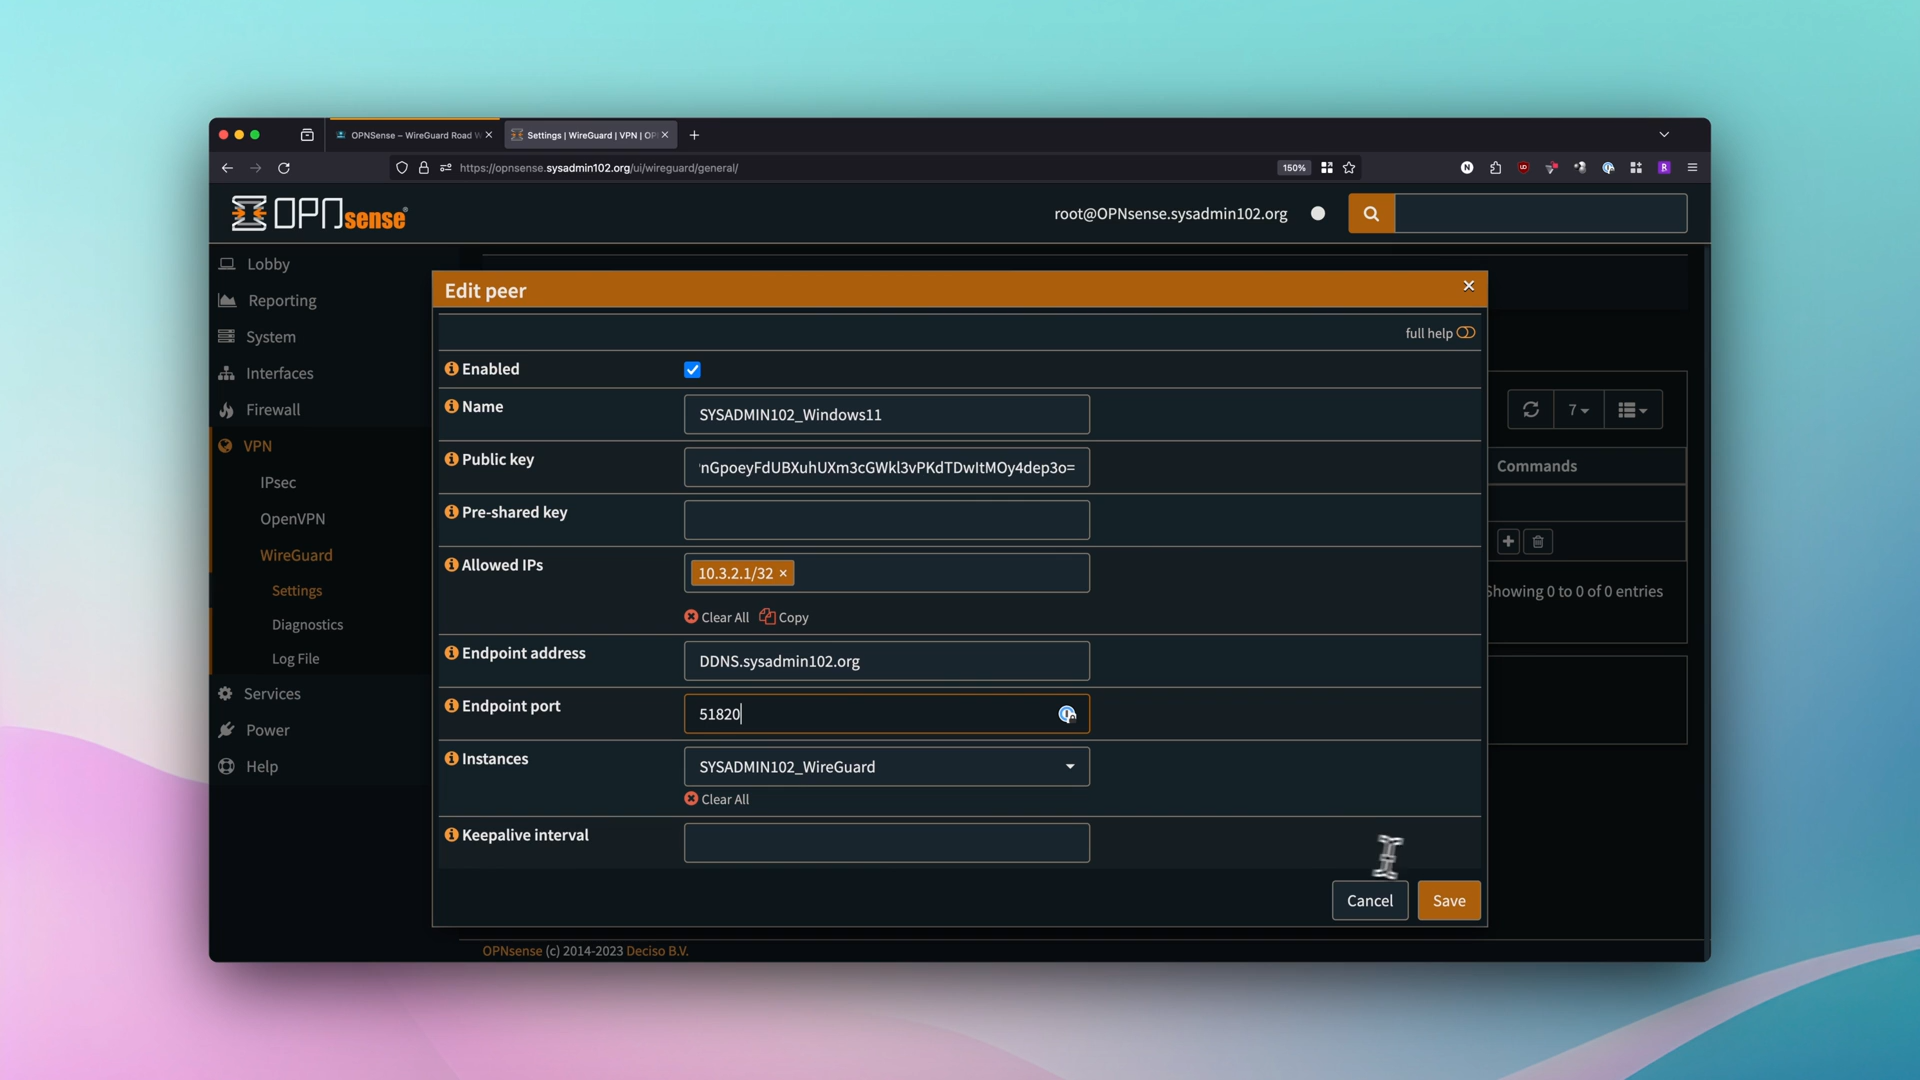 OPNSense – WireGuard Road W
Settings | WireGuard | VPN | OP
https://opnsense.sysadmin102.org/ui/wireguard/general/
150%
OPNsense
root@OPNsense.sysadmin102.org
Lobby
Reporting
System
Interfaces
Firewall
VPN
IPsec
OpenVPN
WireGuard
Settings
Diagnostics
Log File
Services
Power
Help
Edit peer
full help
Enabled
Name
SYSADMIN102_Windows11
Public key
nGpoeyFdUBXuhUXm3cGWkl3vPKdTDwItMOy4dep3o=
Pre-shared key
Allowed IPs
10.3.2.1/32 ×
Clear All Copy
Endpoint address
DDNS.sysadmin102.org
Endpoint port
51820
Instances
SYSADMIN102_WireGuard
Clear All
Keepalive interval
Cancel
Save
7
Commands
Showing 0 to 0 of 0 entries
OPNsense (c) 2014-2023 Deciso B.V.